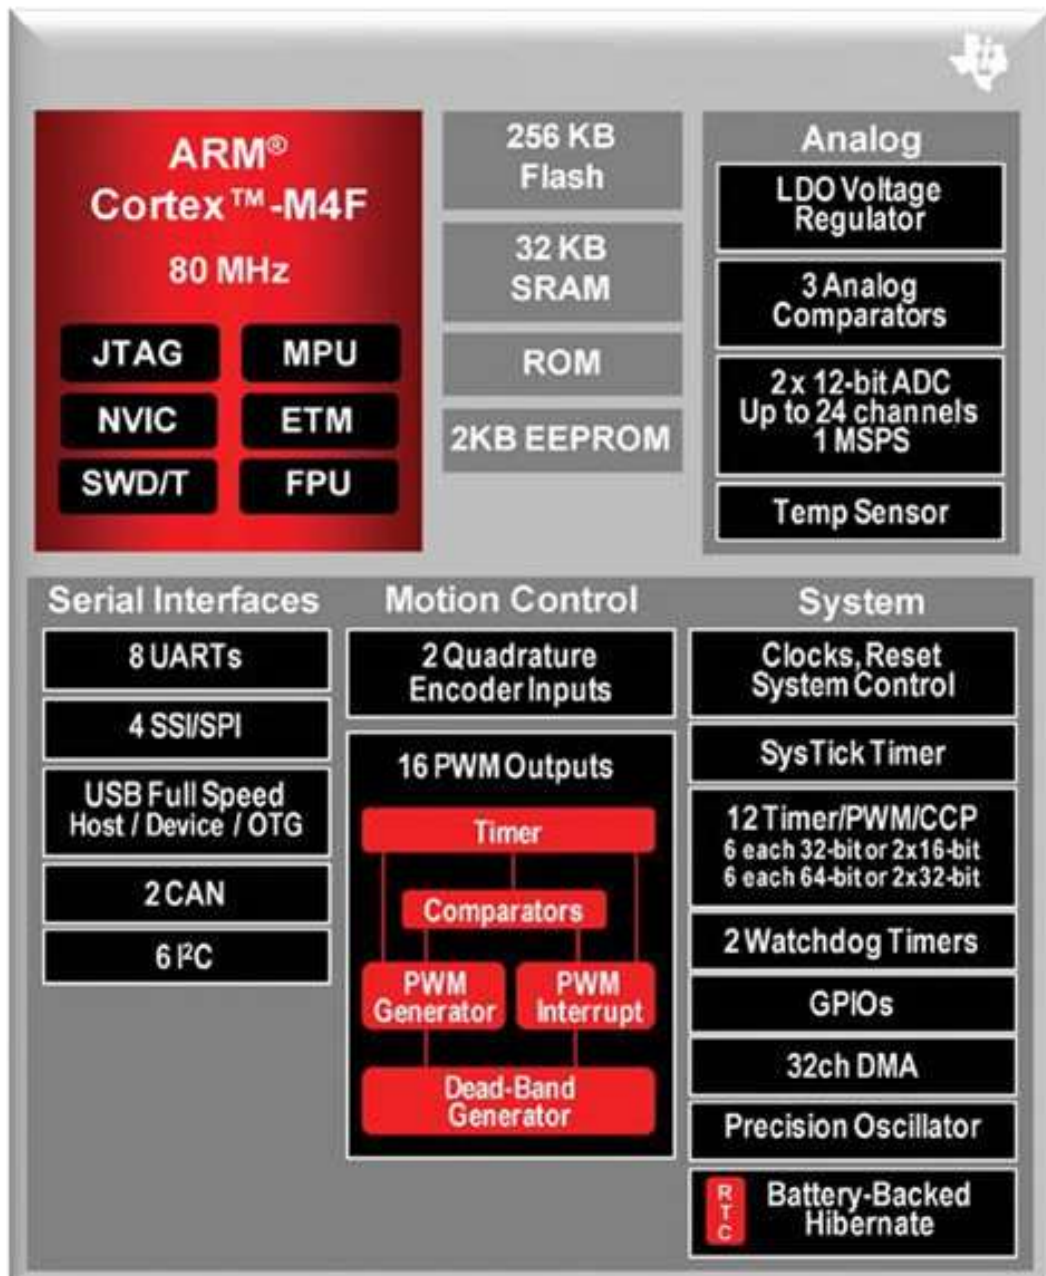 ARM®
Cortex™-M4F
80 MHz
JTAG
MPU
NVIC
ETM
SWD/T
FPU
256 KB
Flash
32 KB
SRAM
ROM
2KB EEPROM
Analog
LDO Voltage
Regulator
3 Analog
Comparators
2 x 12-bit ADC
Up to 24 channels
1 MSPS
Temp Sensor
Serial Interfaces
8 UARTs
4 SSI/SPI
USB Full Speed
Host / Device / OTG
2 CAN
6 I²C
Motion Control
2 Quadrature
Encoder Inputs
16 PWM Outputs
Timer
Comparators
PWM
Generator
PWM
Interrupt
Dead-Band
Generator
System
Clocks, Reset
System Control
SysTick Timer
12 Timer/PWM/CCP
6 each 32-bit or 2x16-bit
6 each 64-bit or 2x32-bit
2 Watchdog Timers
GPIOs
32ch DMA
Precision Oscillator
RTC
Battery-Backed
Hibernate